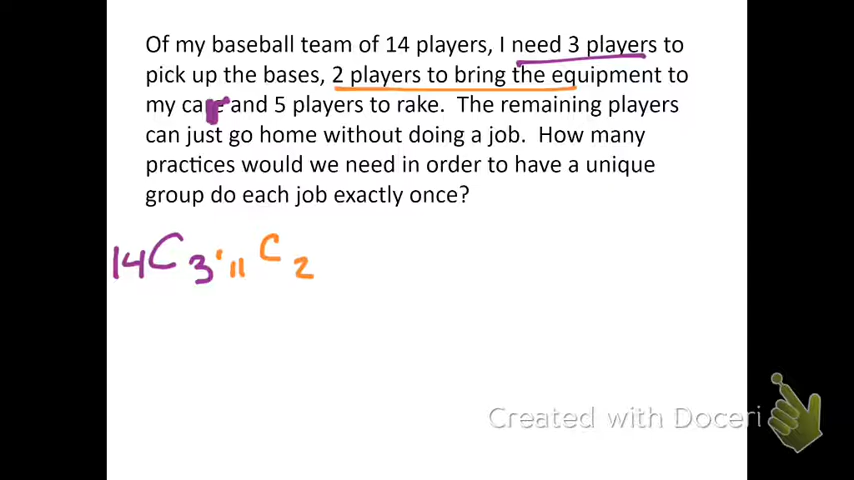 Of my baseball team of 14 players, I need 3 players to
pick up the bases, 2 players to bring the equipment to
my car and 5 players to rake. The remaining players
can just go home without doing a job. How many
practices would we need in order to have a unique
group do each job exactly once?
14C3 · 11C2
Created with Doceri